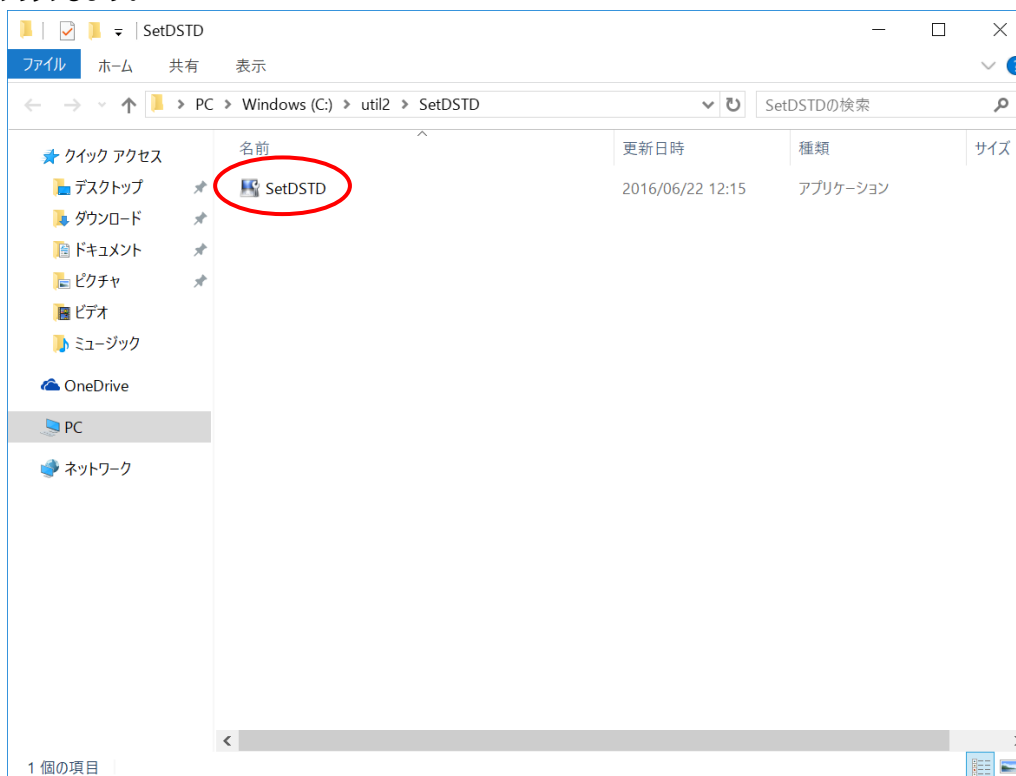 SetDSTD
ファイル ホーム 共有 表示
PC > Windows (C:) > util2 > SetDSTD SetDSTDの検索
名前 更新日時 種類 サイズ
クイック アクセス
SetDSTD 2016/06/22 12:15 アプリケーション
デスクトップ
ダウンロード
ドキュメント
ピクチャ
ビデオ
ミュージック
OneDrive
PC
ネットワーク
1 個の項目